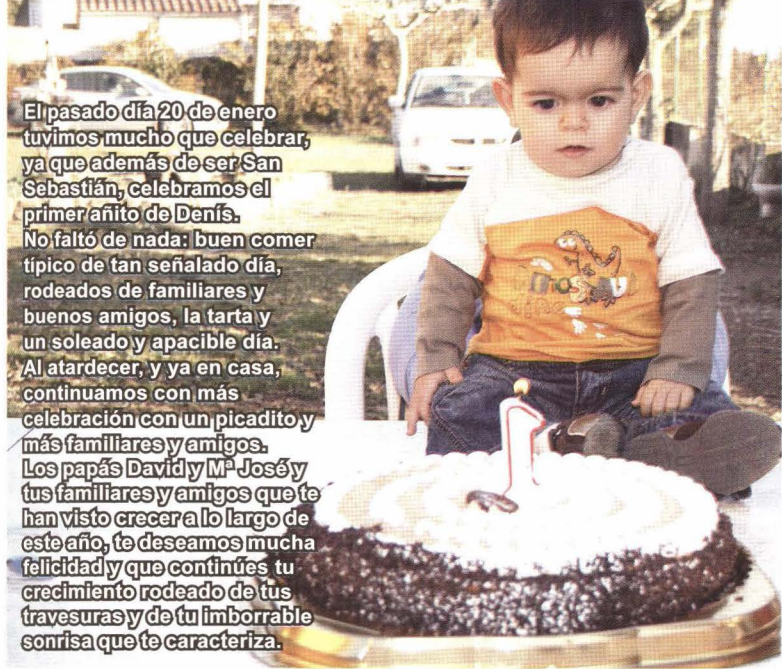 El pasado día 20 de enero
tuvimos mucho que celebrar,
ya que además de ser San
Sebastián, celebramos el
primer añito de Denís.
No faltó de nada: buen comer
típico de tan señalado día,
rodeados de familiares y
buenos amigos, la tarta y
un soleado y apacible día.
Al atardecer, y ya en casa,
continuamos con más
celebración con un picadito y
más familiares y amigos.
Los papás David y Mª José y
tus familiares y amigos que te
han visto crecer a lo largo de
este año, te deseamos mucha
felicidad y que continúes tu
crecimiento rodeado de tus
travesuras y de tu imborrable
sonrisa que te caracteriza.
1